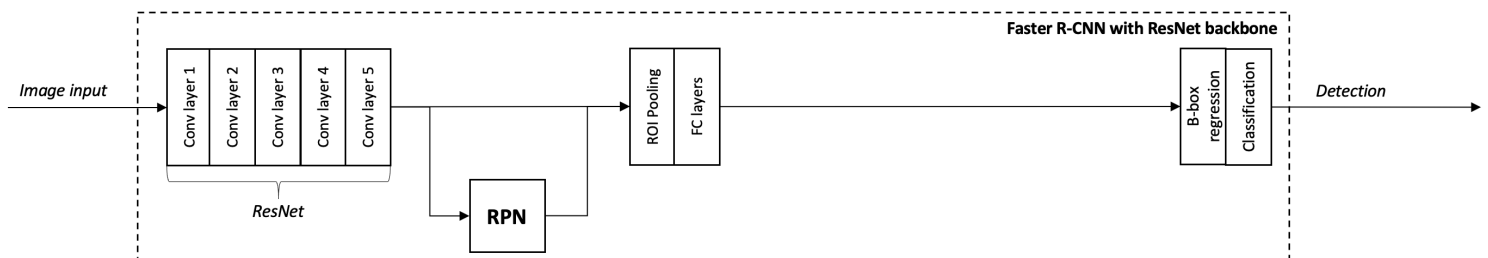 Faster R-CNN with ResNet backbone
Image input
Conv layer 1
Conv layer 2
Conv layer 3
Conv layer 4
Conv layer 5
ResNet
RPN
ROI Pooling
FC layers
B-box
regression
Classification
Detection